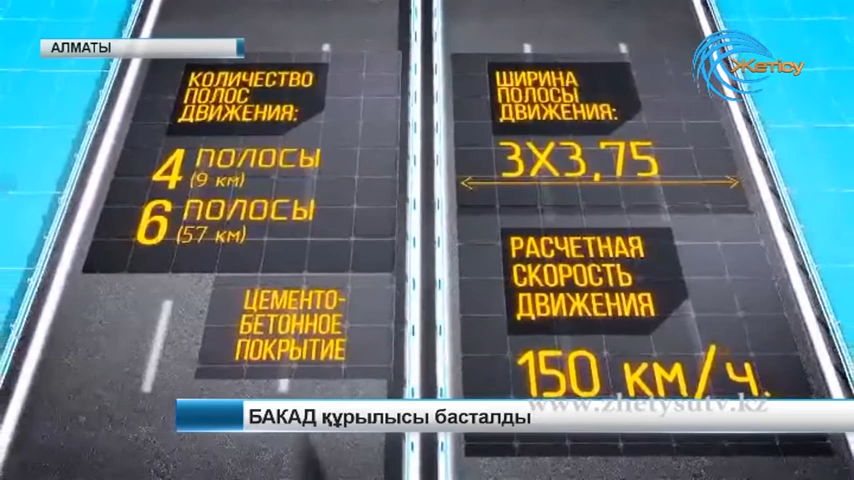 АЛМАТЫ
Жетісу
КОЛИЧЕСТВО
ПОЛОС
ДВИЖЕНИЯ:
4 ПОЛОСЫ
(9 км)
6 ПОЛОСЫ
(57 км)
ЦЕМЕНТО-
БЕТОННОЕ
ПОКРЫТИЕ
ШИРИНА
ПОЛОСЫ
ДВИЖЕНИЯ:
3X3,75
РАСЧЕТНАЯ
СКОРОСТЬ
ДВИЖЕНИЯ
150 км/ч.
www.zhetysutv.kz
БАКАД құрылысы басталды